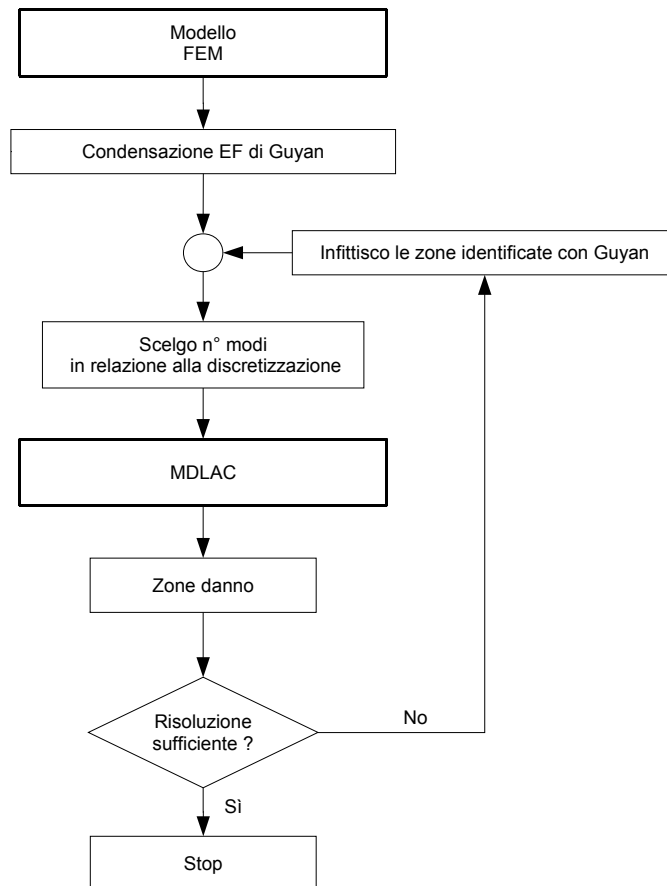 Modello
FEM
Condensazione EF di Guyan
Infittisco le zone identificate con Guyan
Scelgo n° modi
in relazione alla discretizzazione
MDLAC
Zone danno
Risoluzione
sufficiente ?
No
Sì
Stop